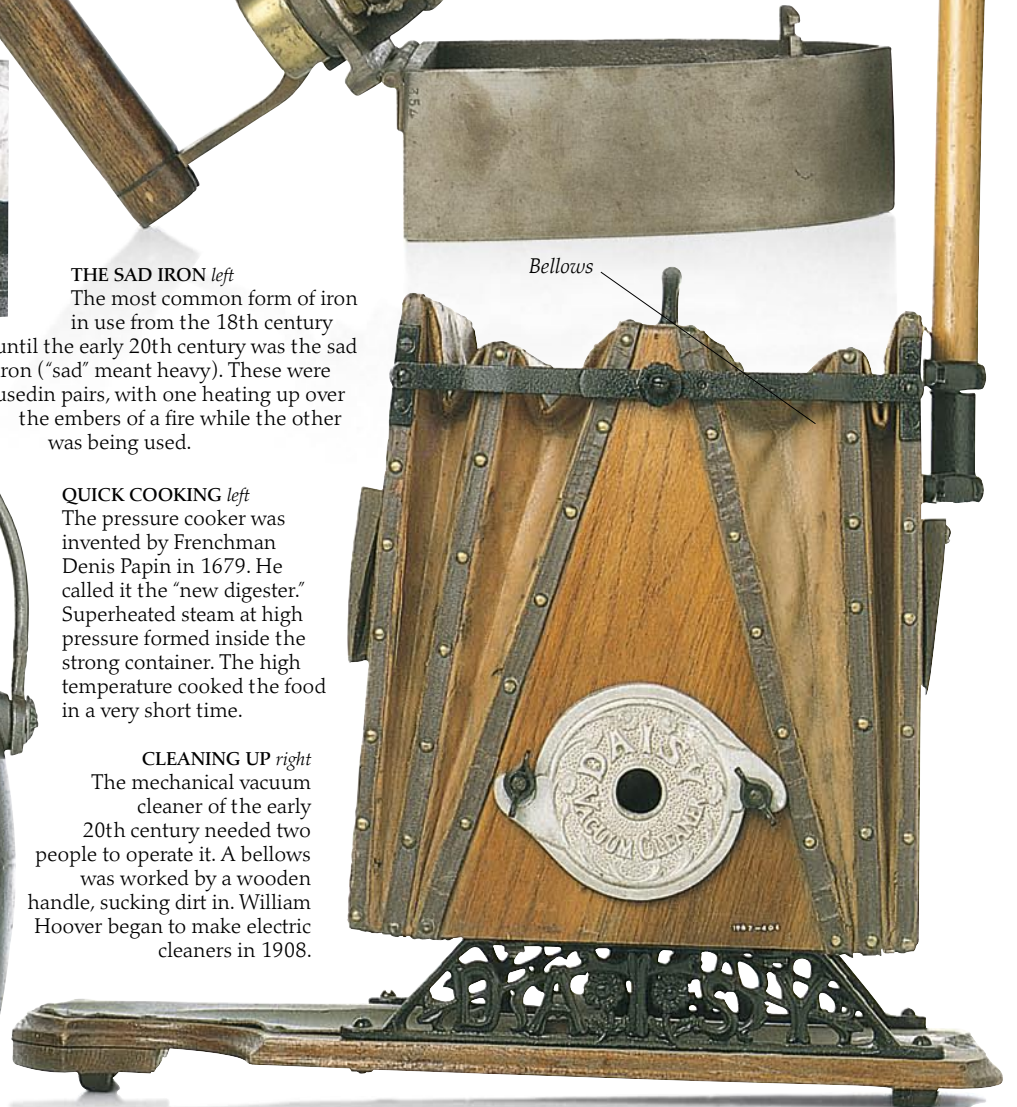 354
Bellows
THE SAD IRON left
The most common form of iron
in use from the 18th century
until the early 20th century was the sad
ron (“sad” meant heavy). These were
usedin pairs, with one heating up over
the embers of a fire while the other
was being used.
QUICK COOKING left
The pressure cooker was
invented by Frenchman
Denis Papin in 1679. He
called it the “new digester.”
Superheated steam at high
pressure formed inside the
strong container. The high
temperature cooked the food
in a very short time.
CLEANING UP right
The mechanical vacuum
cleaner of the early
20th century needed two
people to operate it. A bellows
was worked by a wooden
handle, sucking dirt in. William
Hoover began to make electric
cleaners in 1908.
DAISY
VACUUM CLEANER
DAISY